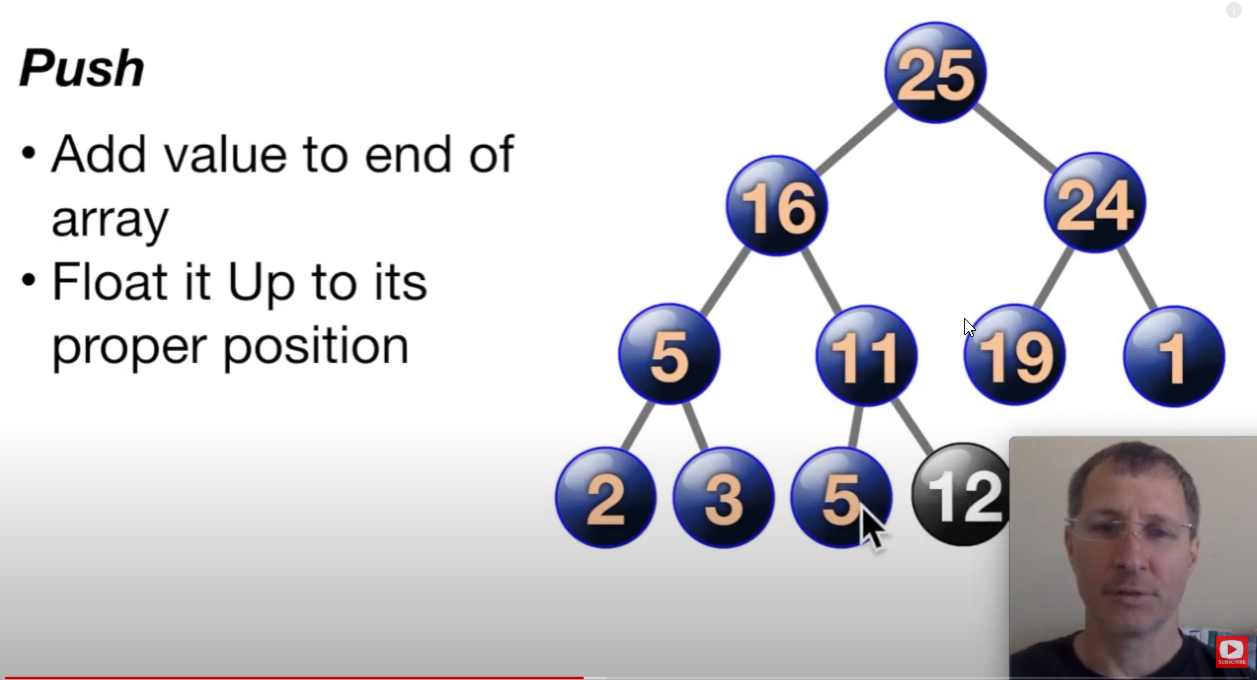 Push
• Add value to end of
array
• Float it Up to its
proper position
25
16 24
5 11 19 1
2 3 5 12
SUBSCRIBE